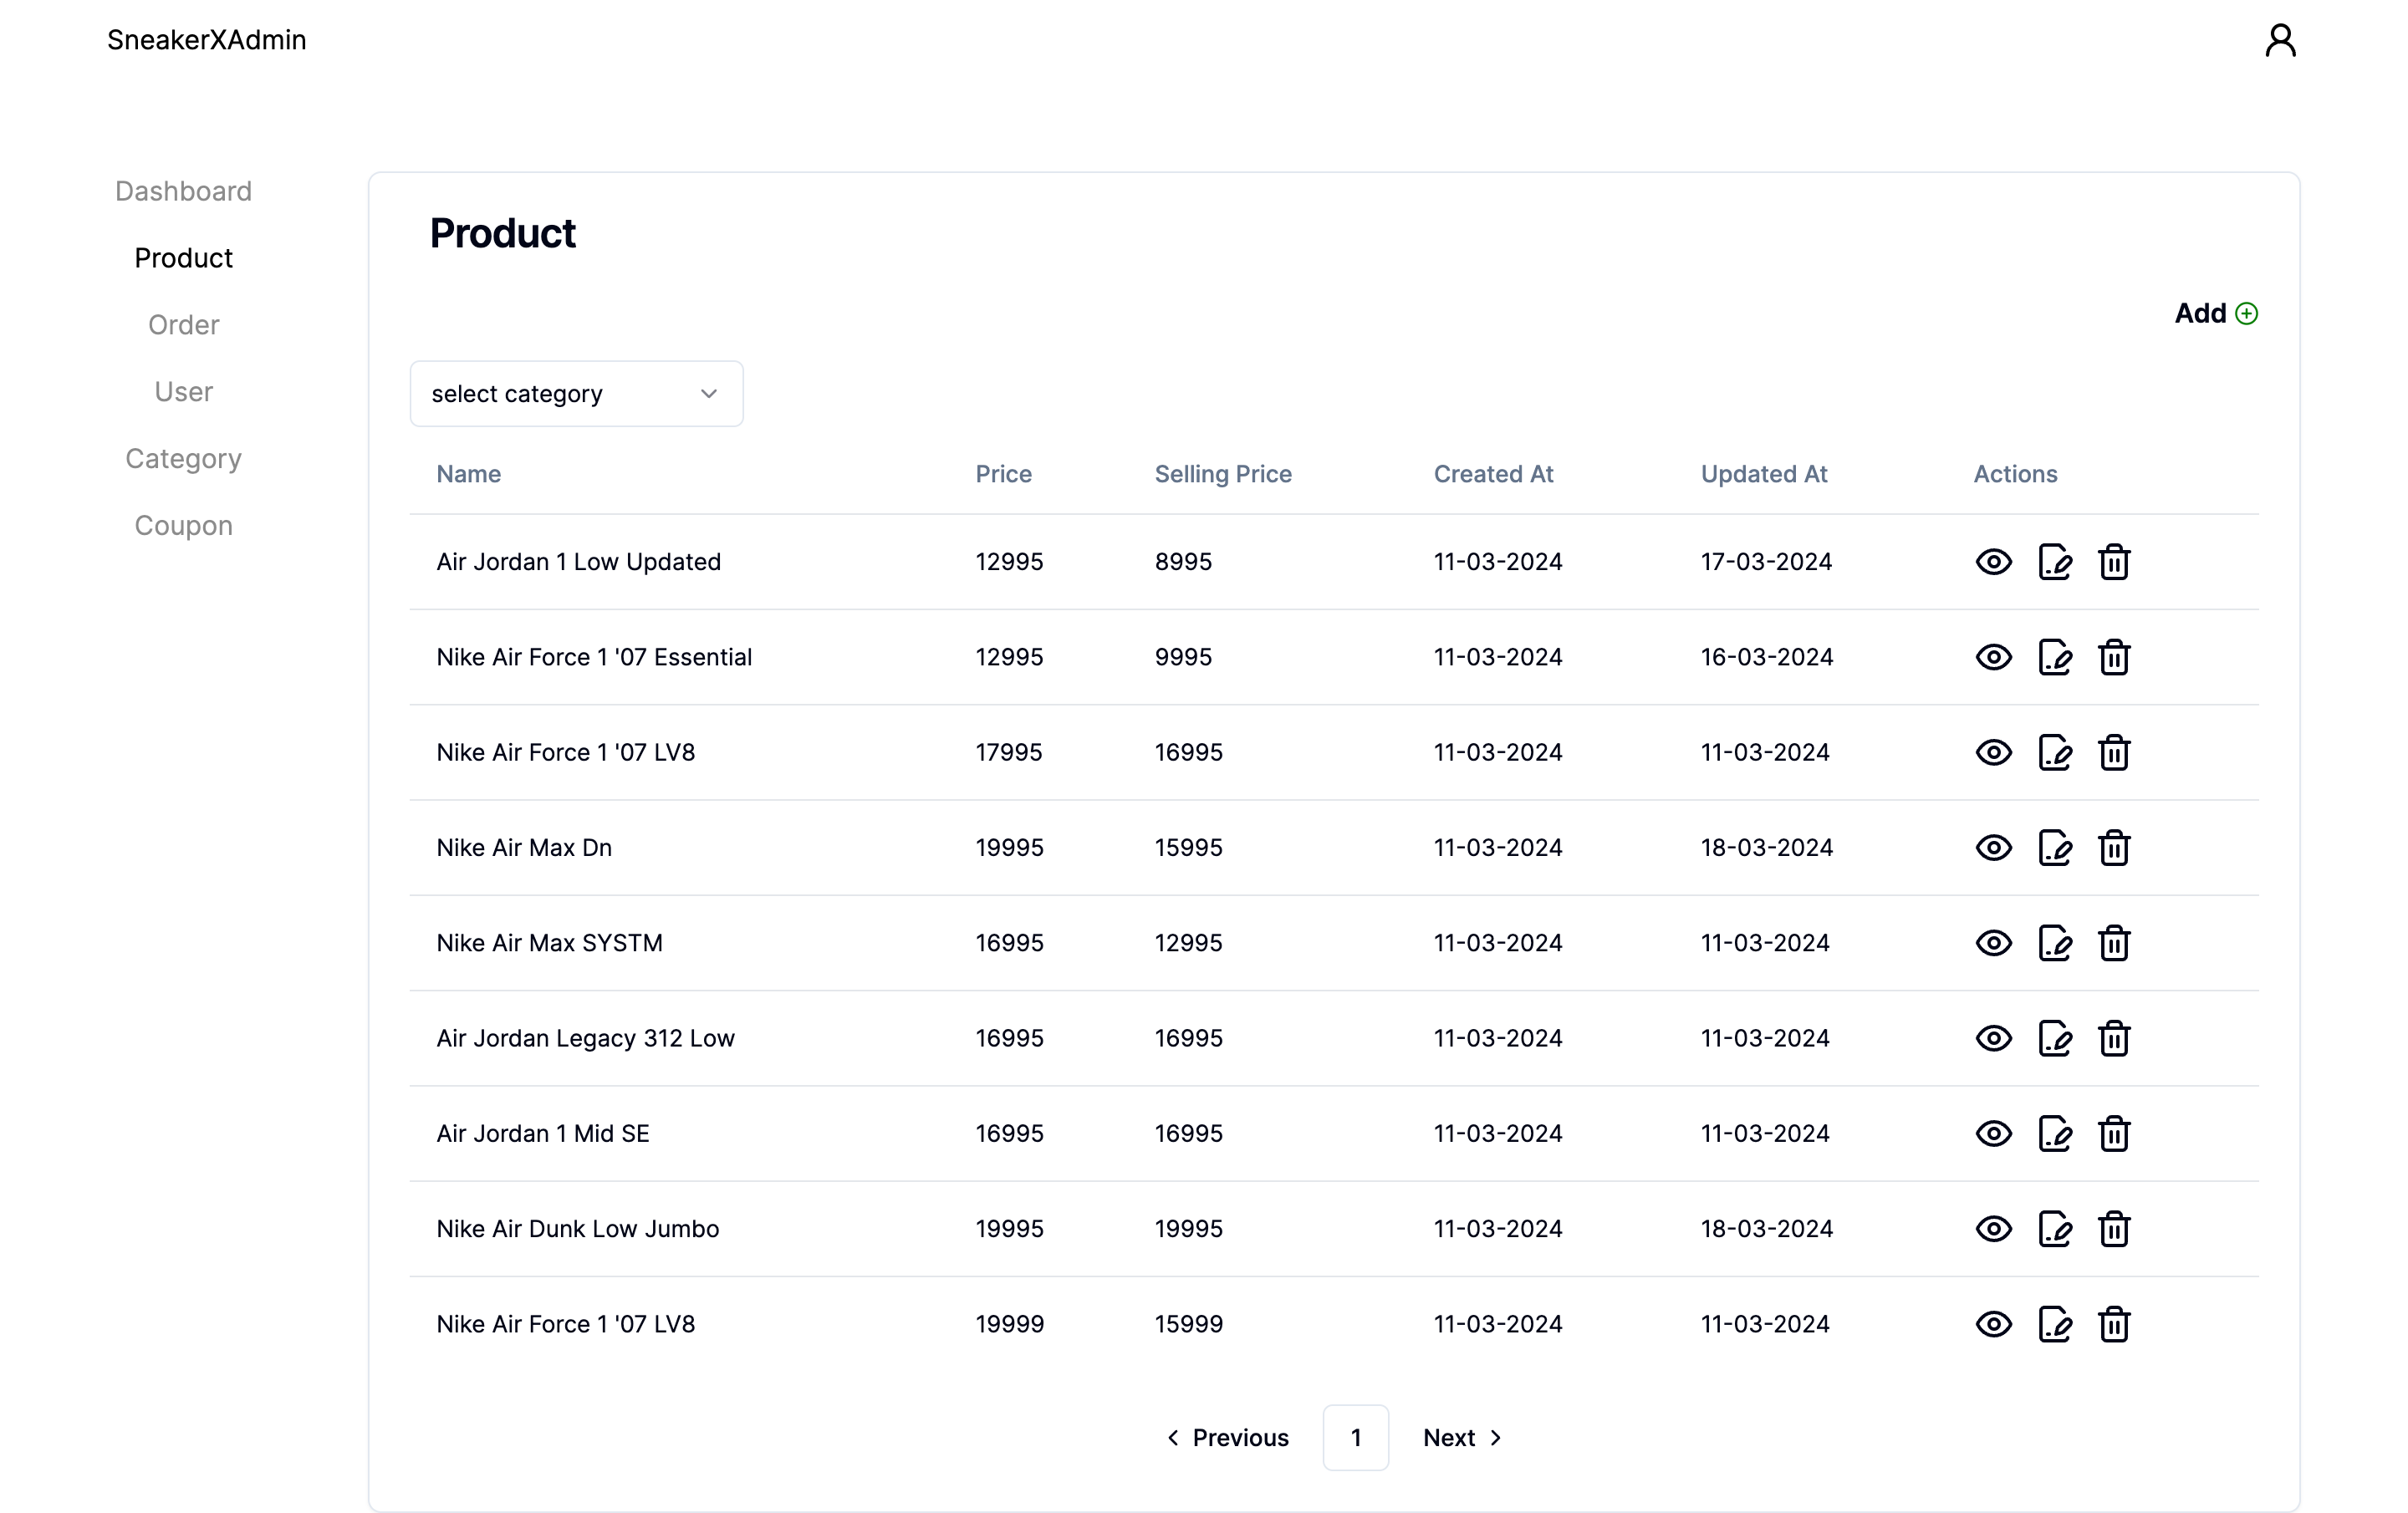 SneakerXAdmin
Dashboard
Product
Order
User
Category
Coupon
Product
Add
select category
Name Price Selling Price Created At Updated At Actions
Air Jordan 1 Low Updated 12995 8995 11-03-2024 17-03-2024
Nike Air Force 1 '07 Essential 12995 9995 11-03-2024 16-03-2024
Nike Air Force 1 '07 LV8 17995 16995 11-03-2024 11-03-2024
Nike Air Max Dn 19995 15995 11-03-2024 18-03-2024
Nike Air Max SYSTM 16995 12995 11-03-2024 11-03-2024
Air Jordan Legacy 312 Low 16995 16995 11-03-2024 11-03-2024
Air Jordan 1 Mid SE 16995 16995 11-03-2024 11-03-2024
Nike Air Dunk Low Jumbo 19995 19995 11-03-2024 18-03-2024
Nike Air Force 1 '07 LV8 19999 15999 11-03-2024 11-03-2024
Previous 1 Next